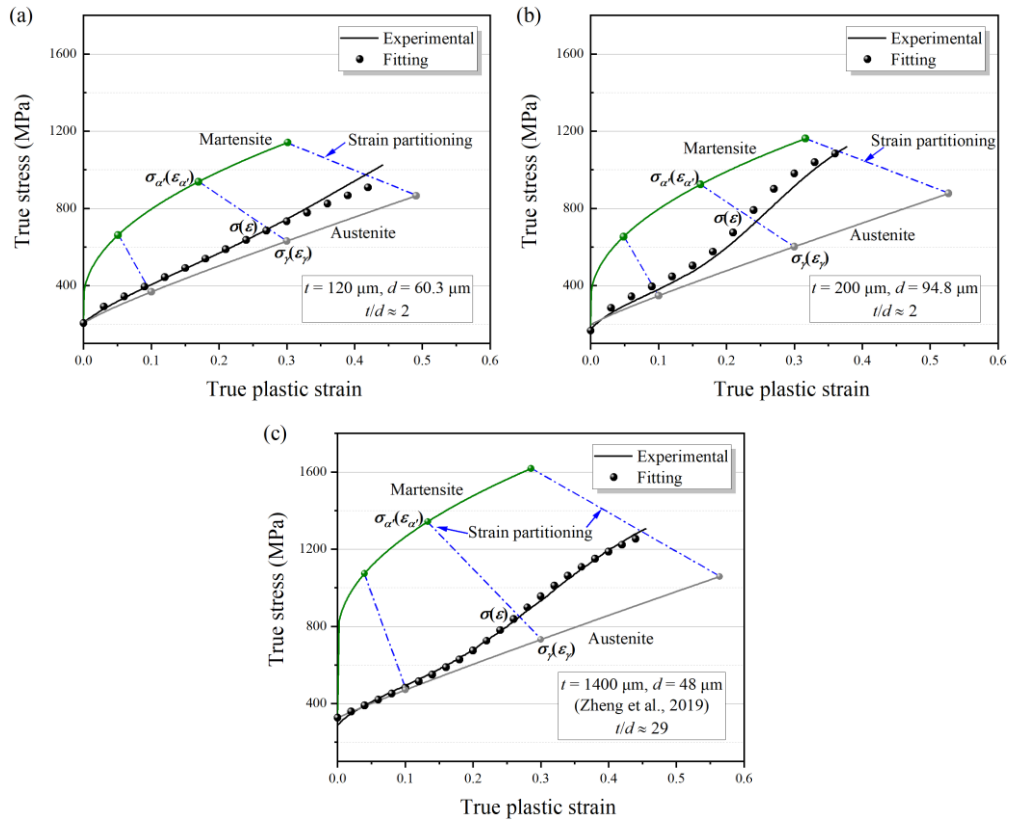 (a)
True stress (MPa)
1600
1200
800
400
0.0 0.1 0.2 0.3 0.4 0.5 0.6
True plastic strain
Experimental
Fitting
Martensite
Strain partitioning
σα′(εα′)
σ(ε)
σγ(εγ)
Austenite
t = 120 μm, d = 60.3 μm
t/d ≈ 2
(b)
True stress (MPa)
1600
1200
800
400
0.0 0.1 0.2 0.3 0.4 0.5 0.6
True plastic strain
Experimental
Fitting
Martensite
Strain partitioning
σα′(εα′)
σ(ε)
σγ(εγ)
Austenite
t = 200 μm, d = 94.8 μm
t/d ≈ 2
(c)
True stress (MPa)
1600
1200
800
400
0.0 0.1 0.2 0.3 0.4 0.5 0.6
True plastic strain
Experimental
Fitting
Martensite
σα′(εα′)
Strain partitioning
σ(ε)
σγ(εγ)
Austenite
t = 1400 μm, d = 48 μm
(Zheng et al., 2019)
t/d ≈ 29